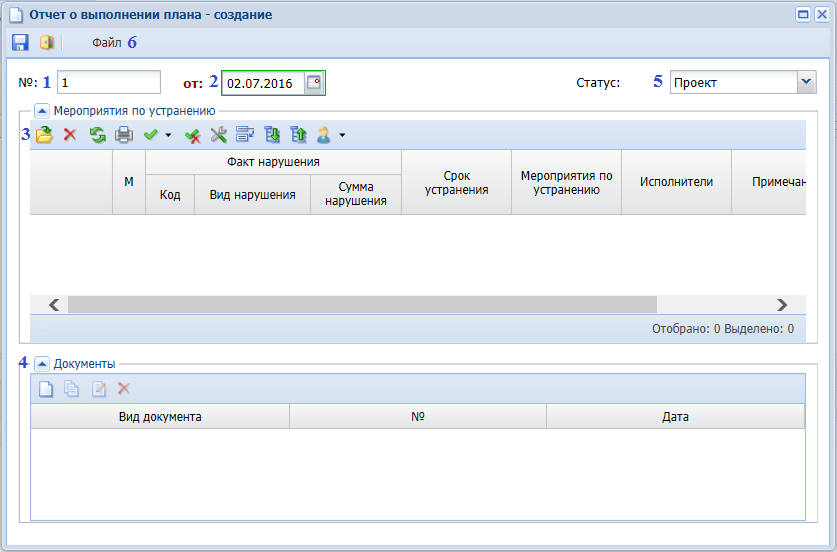 Отчет о выполнении плана - создание
Файл 6
№: 1 1 от: 2 02.07.2016 Статус: 5 Проект
Мероприятия по устранению
3
М Факт нарушения Срок устранения Мероприятия по устранению Исполнители Примечан
Код Вид нарушения Сумма нарушения
Отобрано: 0 Выделено: 0
4 Документы
Вид документа № Дата